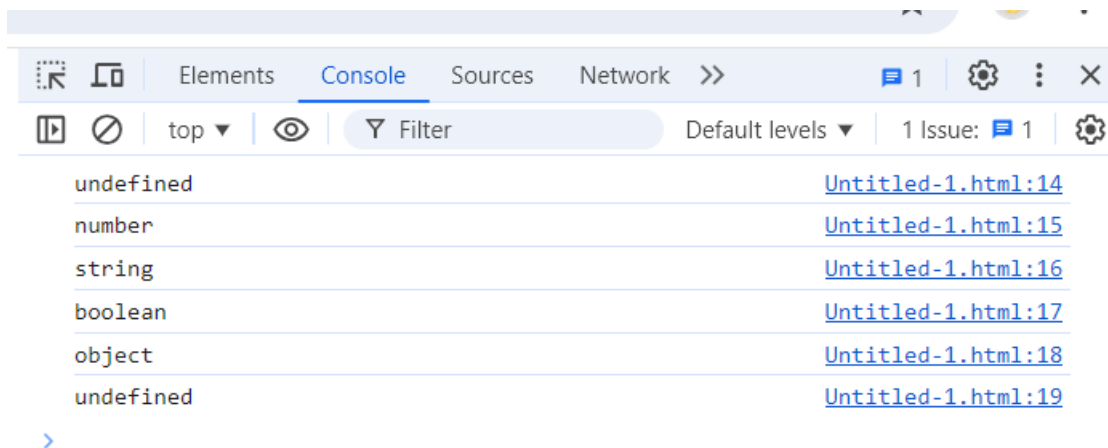 Elements Console Sources Network >> 1
top ▼ Filter Default levels ▼ 1 Issue: 1
undefined Untitled-1.html:14
number Untitled-1.html:15
string Untitled-1.html:16
boolean Untitled-1.html:17
object Untitled-1.html:18
undefined Untitled-1.html:19
>